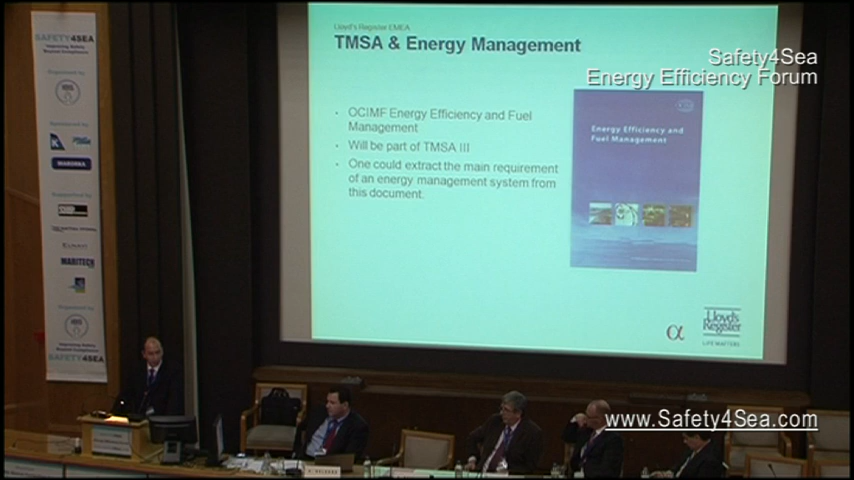 Lloyd's Register EMEA
TMSA & Energy Management
Safety4Sea
Energy Efficiency Forum
• OCIMF Energy Efficiency and Fuel
Management
• Will be part of TMSA III
• One could extract the main requirement
of an energy management system from
this document.
Energy Efficiency and
Fuel Management
α
Lloyd's
Register
LIFE MATTERS
SAFETY4SEA
MARITECH
SAFETY4SEA
www.Safety4Sea.com